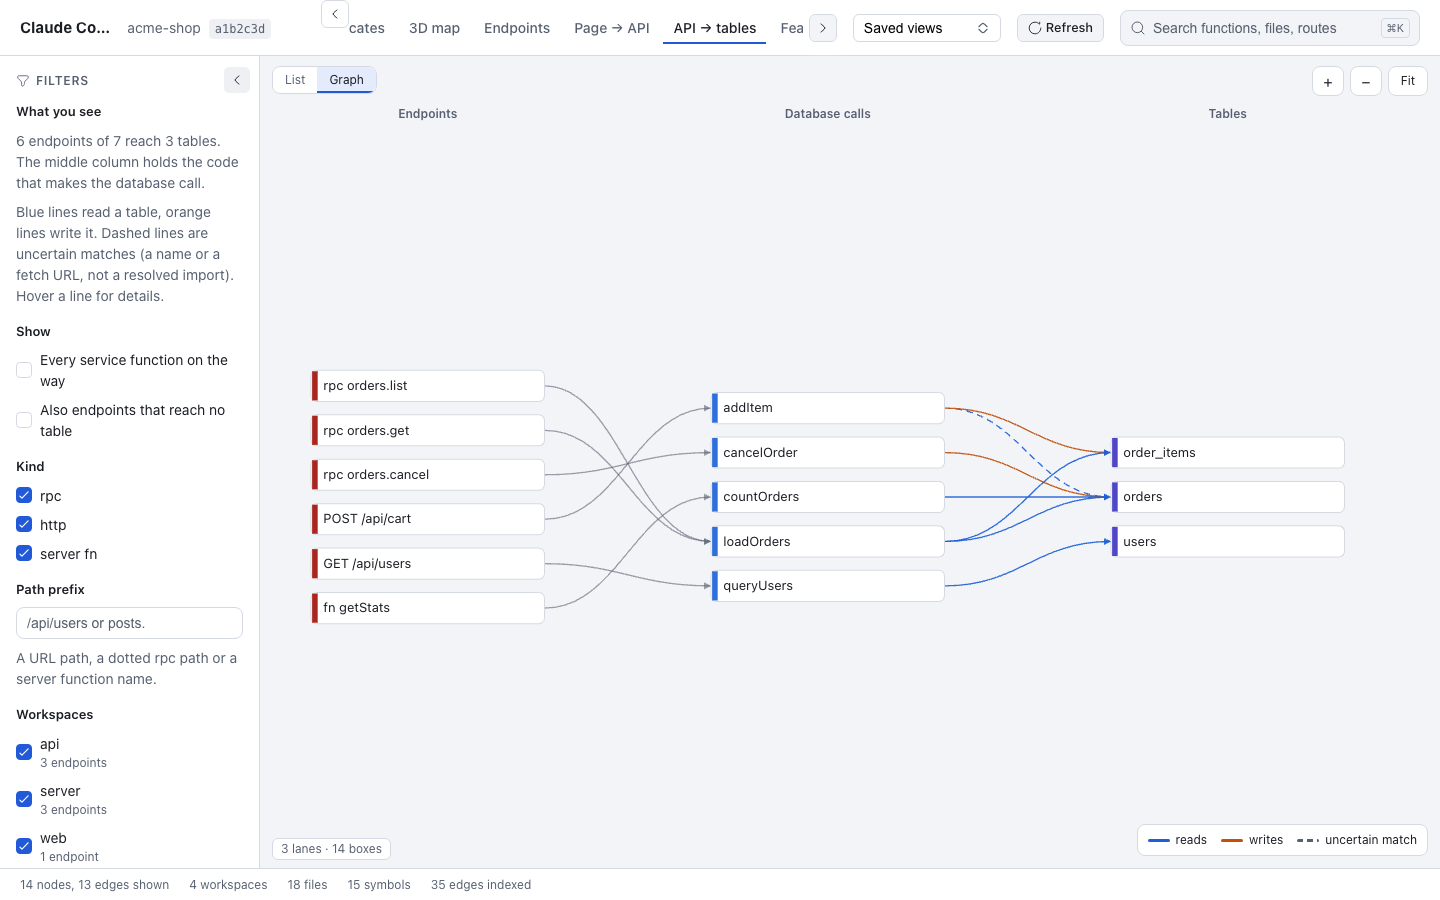 Claude Co...
acme-shop
a1b2c3d
cates
3D map
Endpoints
Page → API
API → tables
Fea
Saved views
Refresh
Search functions, files, routes
⌘K
FILTERS
What you see
6 endpoints of 7 reach 3 tables.
The middle column holds the code
that makes the database call.
Blue lines read a table, orange
lines write it. Dashed lines are
uncertain matches (a name or a
fetch URL, not a resolved import).
Hover a line for details.
Show
Every service function on the
way
Also endpoints that reach no
table
Kind
rpc
http
server fn
Path prefix
/api/users or posts.
A URL path, a dotted rpc path or a
server function name.
Workspaces
api
3 endpoints
server
3 endpoints
web
1 endpoint
List
Graph
+
−
Fit
Endpoints
Database calls
Tables
rpc orders.list
rpc orders.get
rpc orders.cancel
POST /api/cart
GET /api/users
fn getStats
addItem
cancelOrder
countOrders
loadOrders
queryUsers
order_items
orders
users
3 lanes · 14 boxes
reads
writes
uncertain match
14 nodes, 13 edges shown
4 workspaces
18 files
15 symbols
35 edges indexed